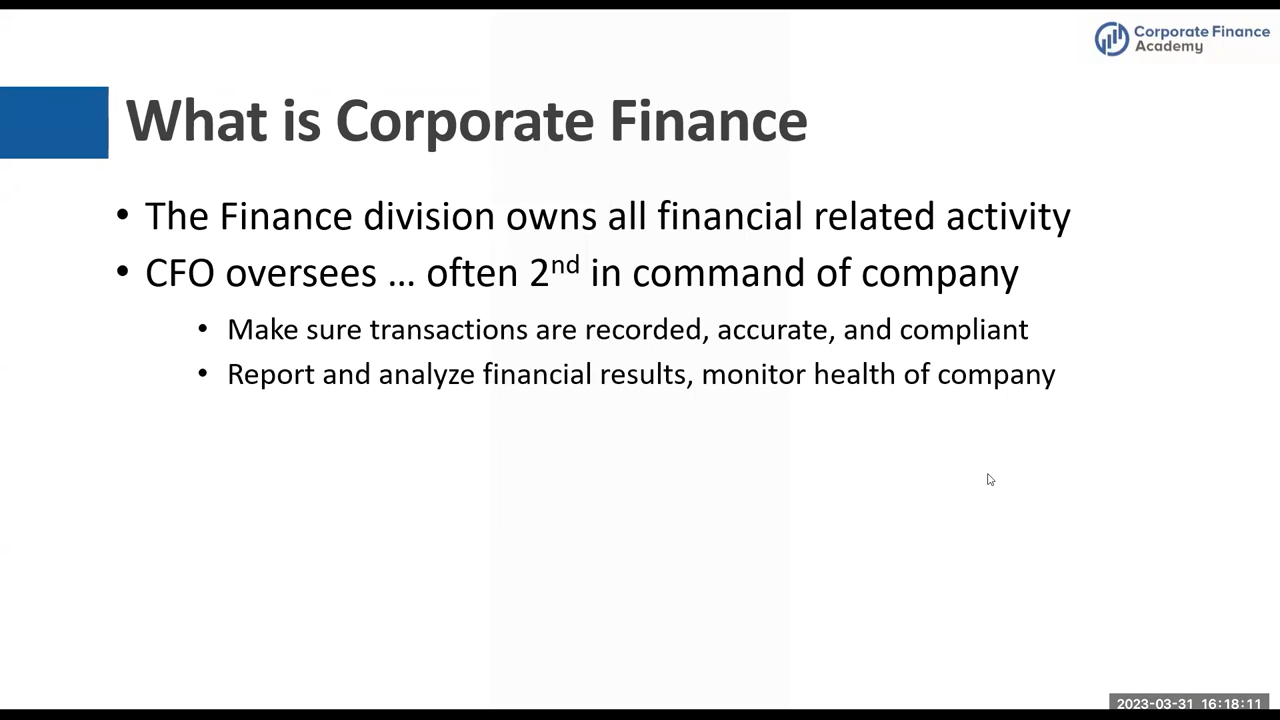 Corporate Finance
Academy
What is Corporate Finance
• The Finance division owns all financial related activity
• CFO oversees … often 2nd in command of company
• Make sure transactions are recorded, accurate, and compliant
• Report and analyze financial results, monitor health of company
2023-03-31 16:18:11